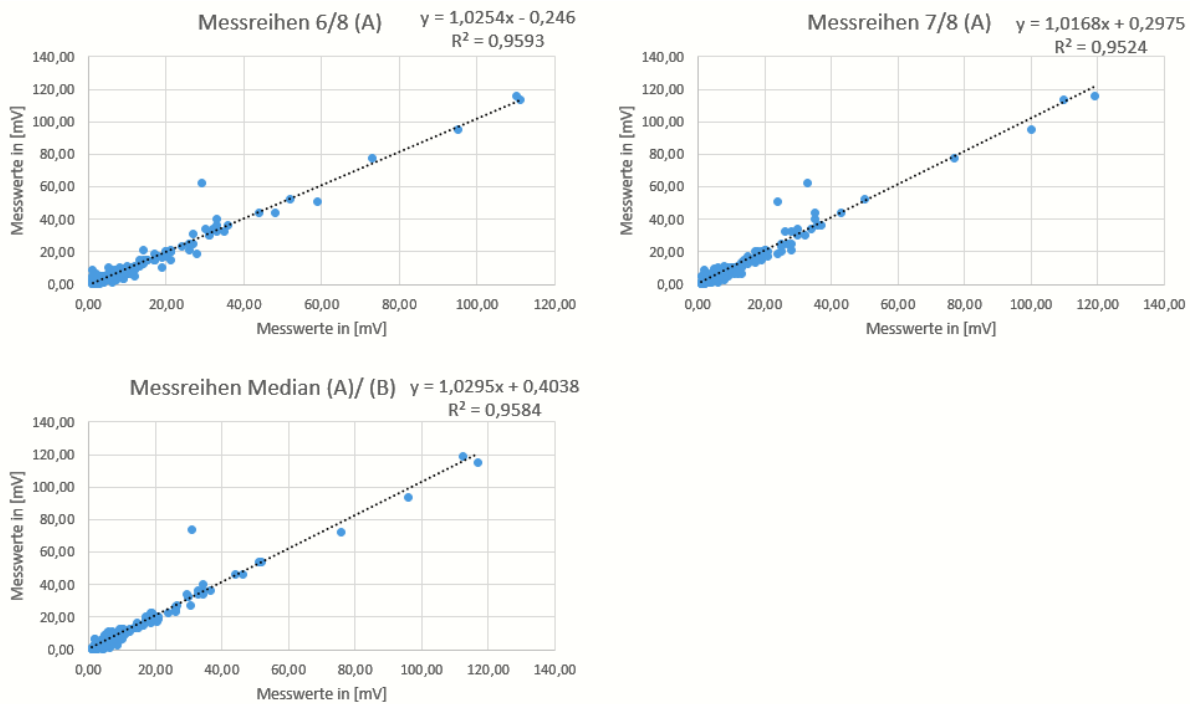 Messreihen 6/8 (A)
y = 1,0254x - 0,246
R² = 0,9593
140,00
120,00
100,00
80,00
60,00
40,00
20,00
0,00
Messwerte in [mV]
0,00 20,00 40,00 60,00 80,00 100,00 120,00
Messwerte in [mV]
Messreihen 7/8 (A)
y = 1,0168x + 0,2975
R² = 0,9524
140,00
120,00
100,00
80,00
60,00
40,00
20,00
0,00
Messwerte in [mV]
0,00 20,00 40,00 60,00 80,00 100,00 120,00 140,00
Messwerte in [mV]
Messreihen Median (A)/ (B)
y = 1,0295x + 0,4038
R² = 0,9584
140,00
120,00
100,00
80,00
60,00
40,00
20,00
0,00
Messwerte in [mV]
0,00 20,00 40,00 60,00 80,00 100,00 120,00 140,00
Messwerte in [mV]